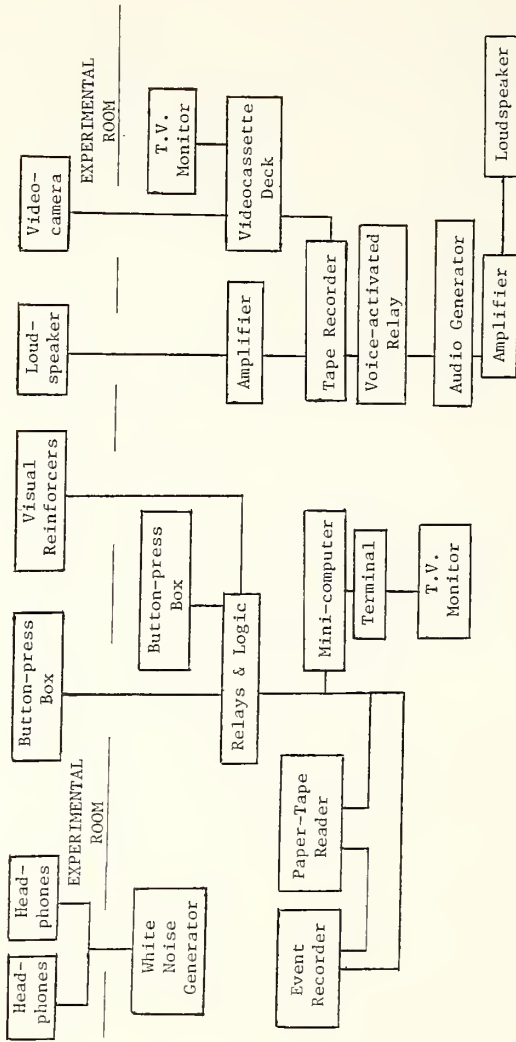 Head-
phones
Head-
phones
Button-press
Box
Visual
Reinforcers
Loud-
speaker
Video-
camera
EXPERIMENTAL
ROOM
EXPERIMENTAL
ROOM
White
Noise
Generator
Button-press
Box
T.V.
Monitor
Relays & Logic
Amplifier
Videocassette
Deck
Event
Recorder
Paper-Tape
Reader
Mini-computer
Terminal
T.V.
Monitor
Tape Recorder
Voice-activated
Relay
Audio Generator
Amplifier
Loudspeaker